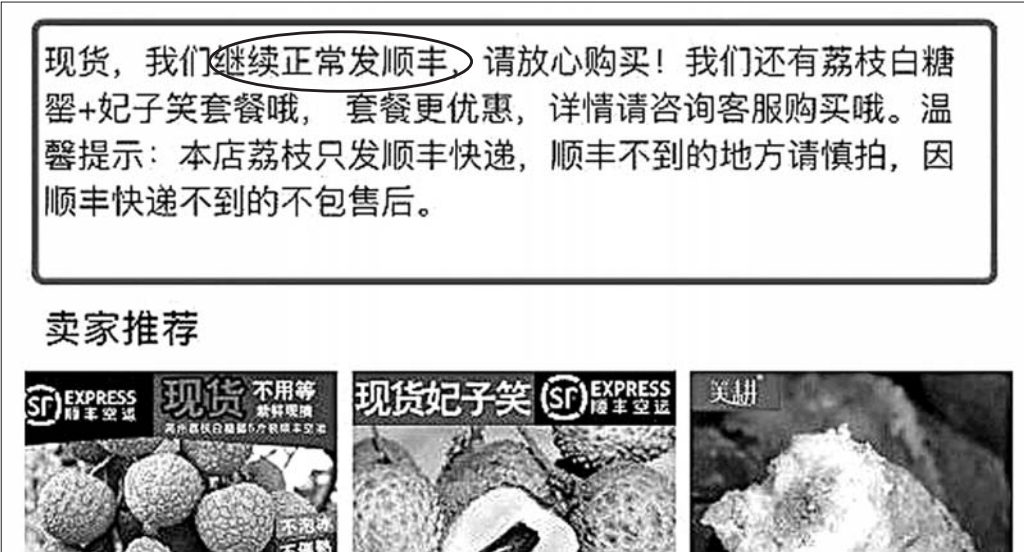 现货，我们继续正常发顺丰，请放心购买！我们还有荔枝白糖
罂+妃子笑套餐哦， 套餐更优惠，详情请咨询客服购买哦。温
馨提示：本店荔枝只发顺丰快递，顺丰不到的地方请慎拍，因
顺丰快递不到的不包售后。
卖家推荐
SF EXPRESS
顺丰空运
现货 不用等
新鲜现摘
不泡冰
现货妃子笑
SF EXPRESS
顺丰空运
美耕